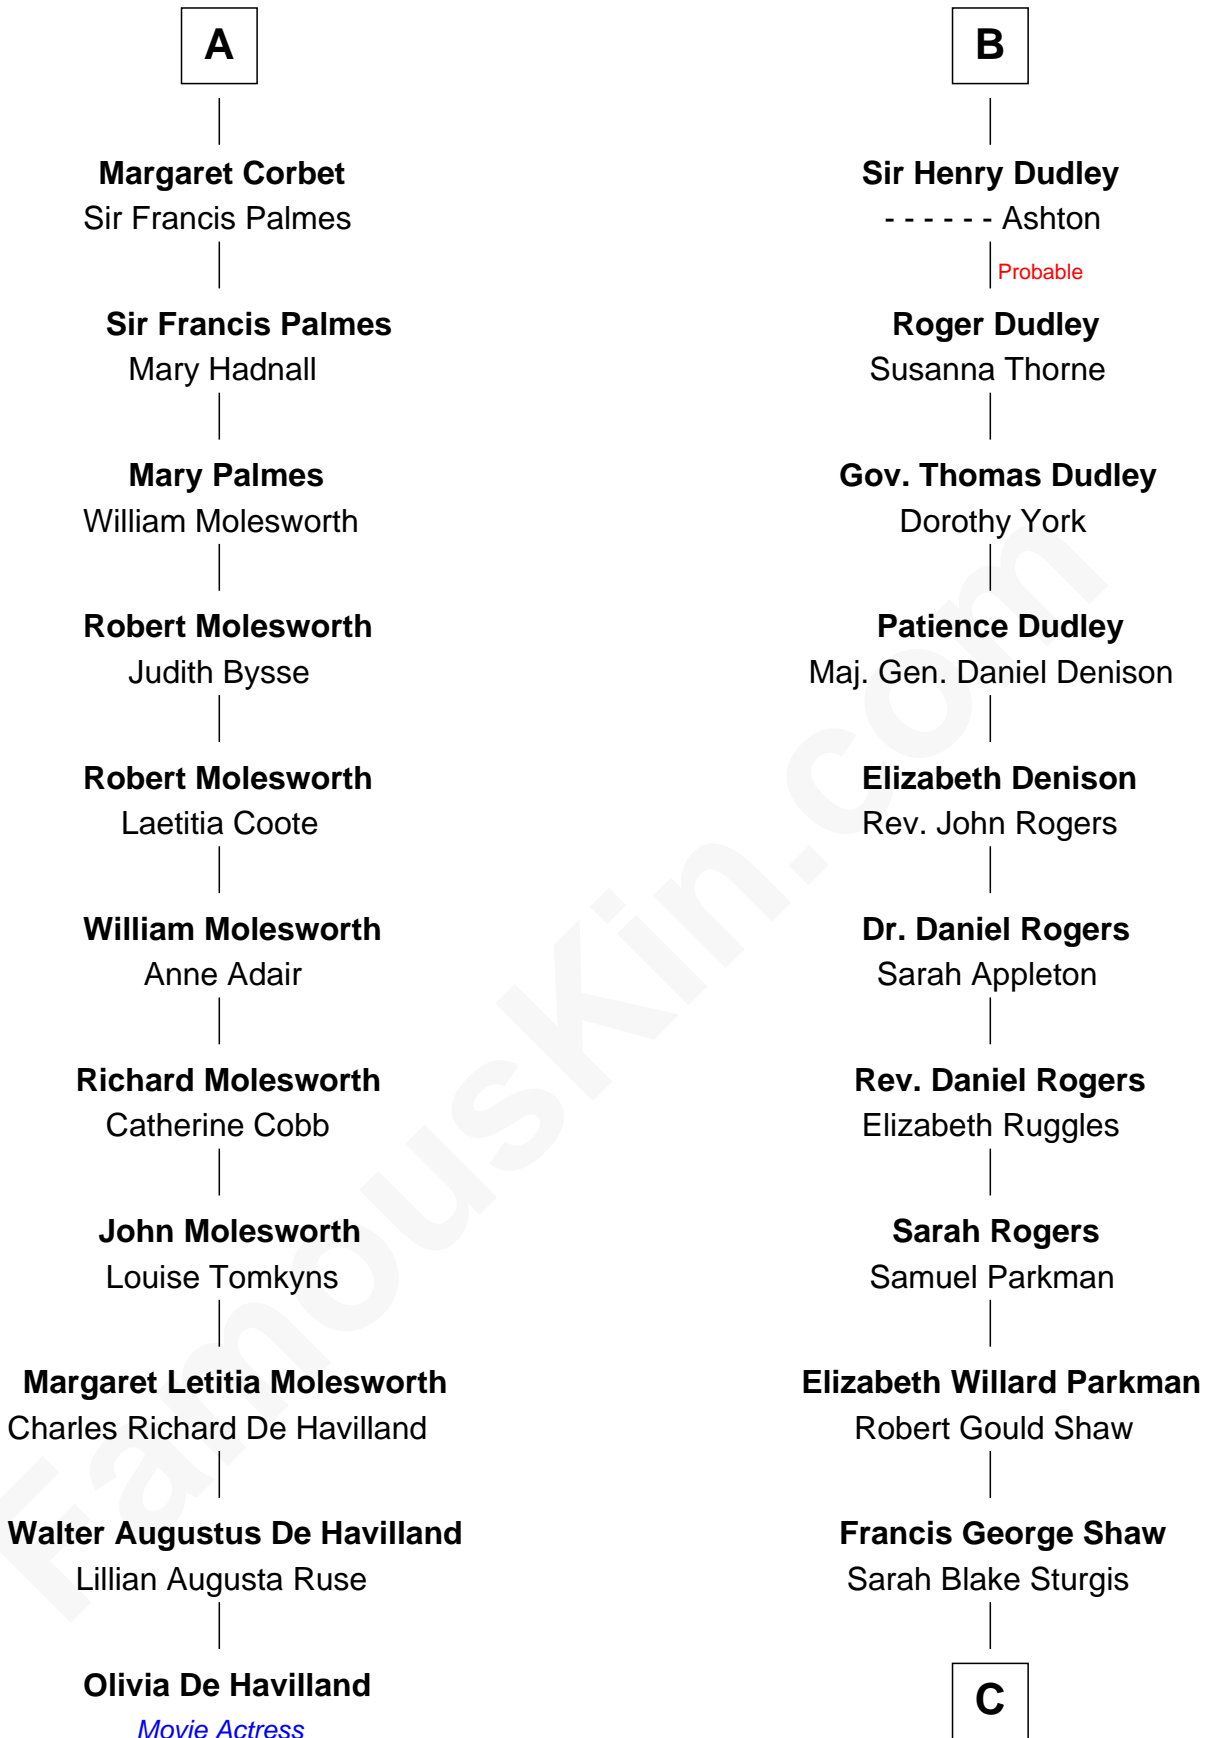 A
Margaret Corbet
Sir Francis Palmes
Sir Francis Palmes
Mary Hadnall
Mary Palmes
William Molesworth
Robert Molesworth
Judith Bysse
Robert Molesworth
Laetitia Coote
William Molesworth
Anne Adair
Richard Molesworth
Catherine Cobb
John Molesworth
Louise Tomkyns
Margaret Letitia Molesworth
Charles Richard De Havilland
Walter Augustus De Havilland
Lillian Augusta Ruse
Olivia De Havilland
Movie Actress
B
Sir Henry Dudley
- - - - - - Ashton
Probable
Roger Dudley
Susanna Thorne
Gov. Thomas Dudley
Dorothy York
Patience Dudley
Maj. Gen. Daniel Denison
Elizabeth Denison
Rev. John Rogers
Dr. Daniel Rogers
Sarah Appleton
Rev. Daniel Rogers
Elizabeth Ruggles
Sarah Rogers
Samuel Parkman
Elizabeth Willard Parkman
Robert Gould Shaw
Francis George Shaw
Sarah Blake Sturgis
C
FamousKin.com